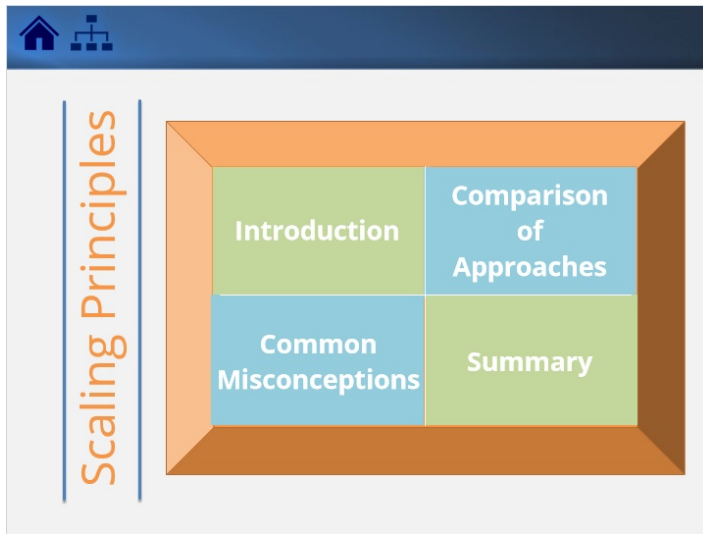 Scaling Principles
Introduction
Comparison
of
Approaches
Common
Misconceptions
Summary